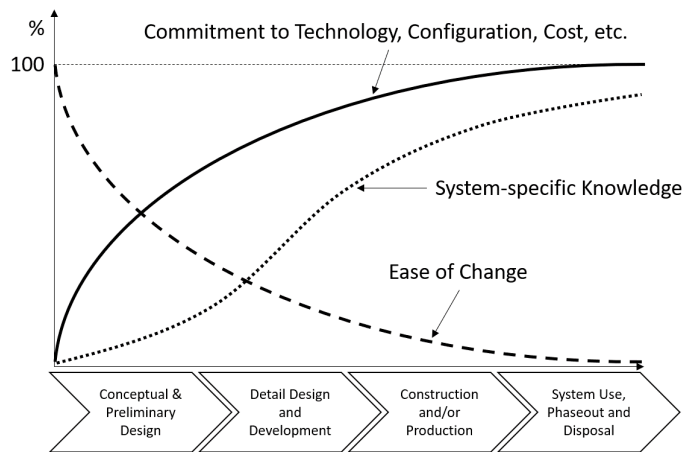 %
Commitment to Technology, Configuration, Cost, etc.
100
System-specific Knowledge
Ease of Change
Conceptual &
Preliminary
Design
Detail Design
and
Development
Construction
and/or
Production
System Use,
Phaseout and
Disposal